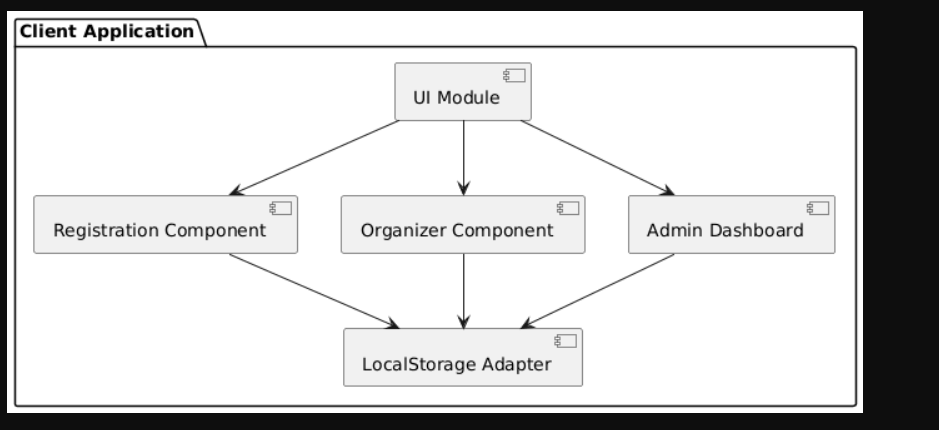 Client Application
UI Module
Registration Component
Organizer Component
Admin Dashboard
LocalStorage Adapter